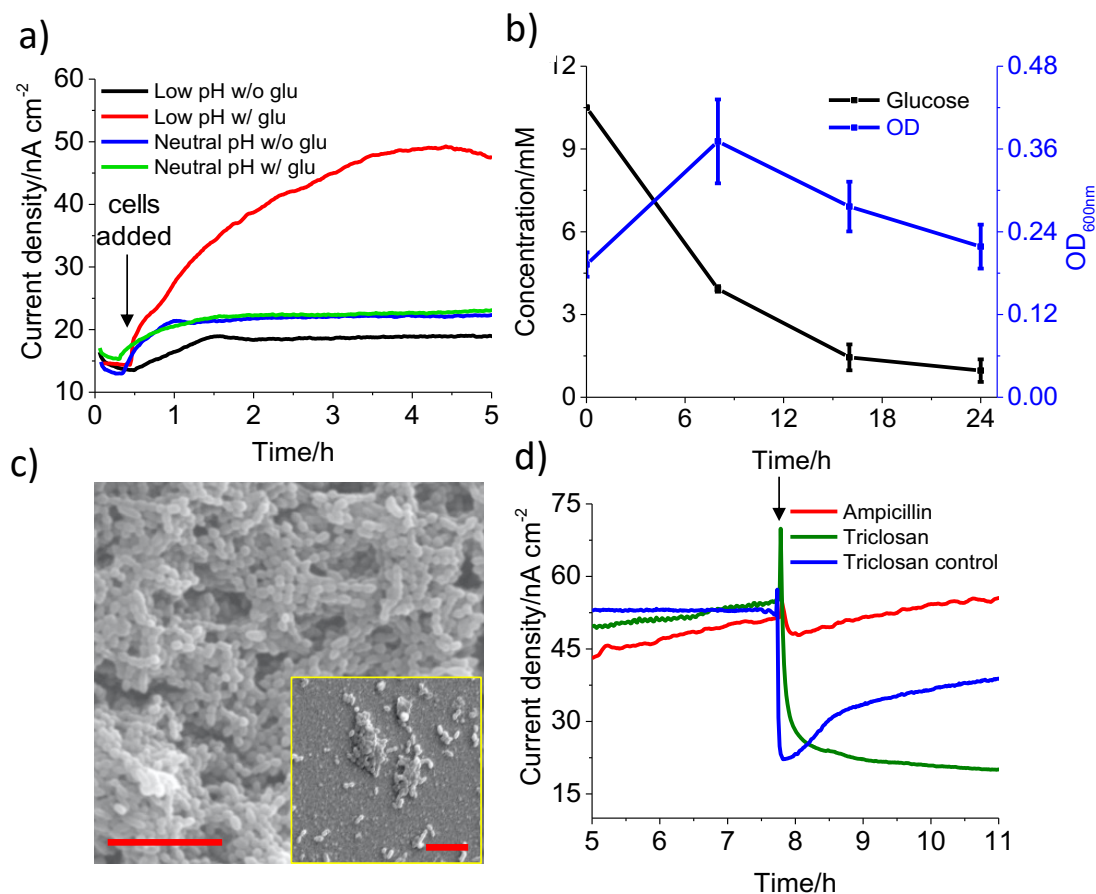 a)
60
50
40
30
20
10
Current density/nA cm-2
Low pH w/o glu
Low pH w/ glu
Neutral pH w/o glu
Neutral pH w/ glu
cells
added
0
1
2
3
4
5
Time/h
b)
12
9
6
3
0
Concentration/mM
Glucose
OD
0.48
0.36
0.24
0.12
0.00
OD600nm
0
6
12
18
24
Time/h
c)
d)
75
60
45
30
15
Current density/nA cm-2
Ampicillin
Triclosan
Triclosan control
5
6
7
8
9
10
11
Time/h